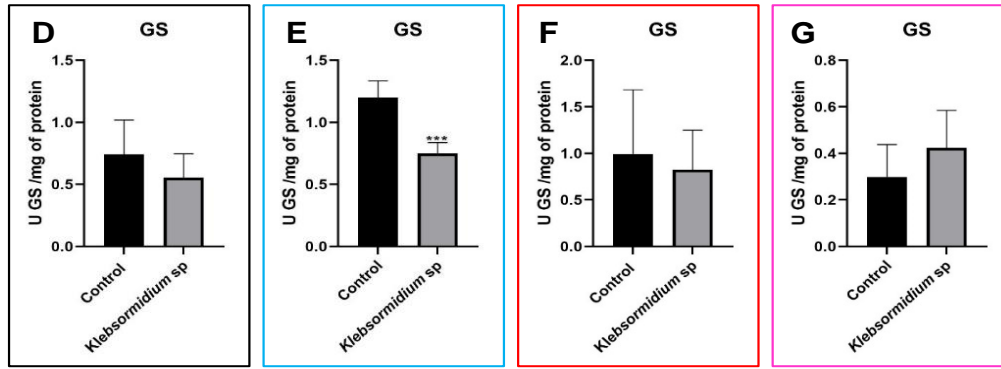 D
GS
U GS /mg of protein
1.5
1.0
0.5
0.0
Control
Klebsormidium sp
E
GS
U GS /mg of protein
1.5
1.0
0.5
0.0
***
Control
Klebsormidium sp
F
GS
U GS /mg of protein
2.0
1.5
1.0
0.5
0.0
Control
Klebsormidium sp
G
GS
U GS /mg of protein
0.8
0.6
0.4
0.2
0.0
Control
Klebsormidium sp